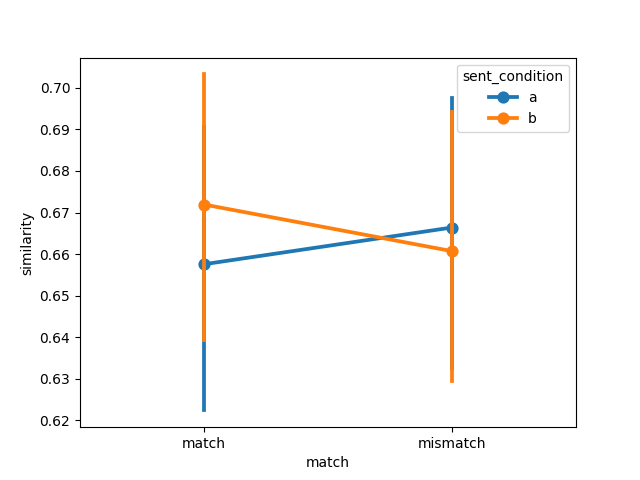 sent_condition
a
b
0.70
0.69
0.68
0.67
0.66
0.65
0.64
0.63
0.62
similarity
match
mismatch
match